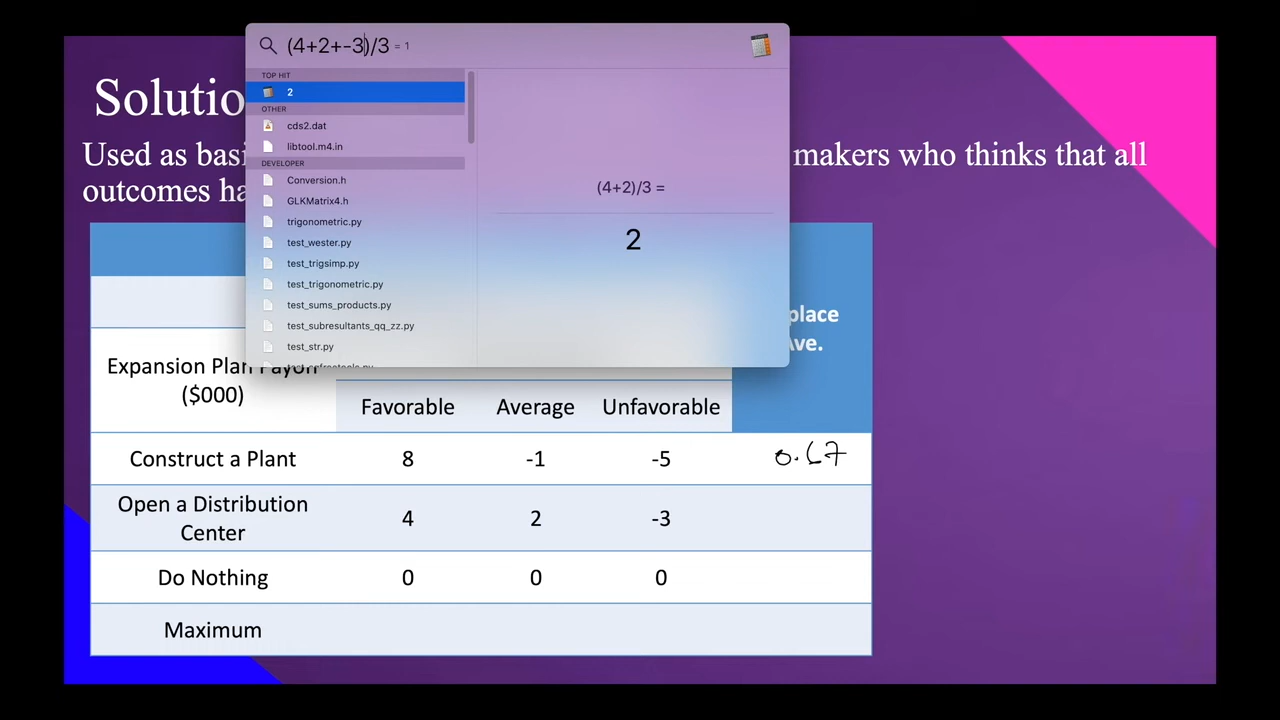 (4+2+-3)/3 = 1
TOP HIT
2
OTHER
cds2.dat
libtool.m4.in
DEVELOPER
Conversion.h
GLKMatrix4.h
trigonometric.py
test_wester.py
test_trigsimp.py
test_trigonometric.py
test_sums_products.py
test_subresultants_qq_zz.py
test_str.py
(4+2)/3 =
2
Solutio
Used as basi makers who thinks that all
outcomes ha
place
Ave.
Expansion Plan Payoff
($000)
Favorable Average Unfavorable
Construct a Plant 8 -1 -5 0.67
Open a Distribution
Center 4 2 -3
Do Nothing 0 0 0
Maximum